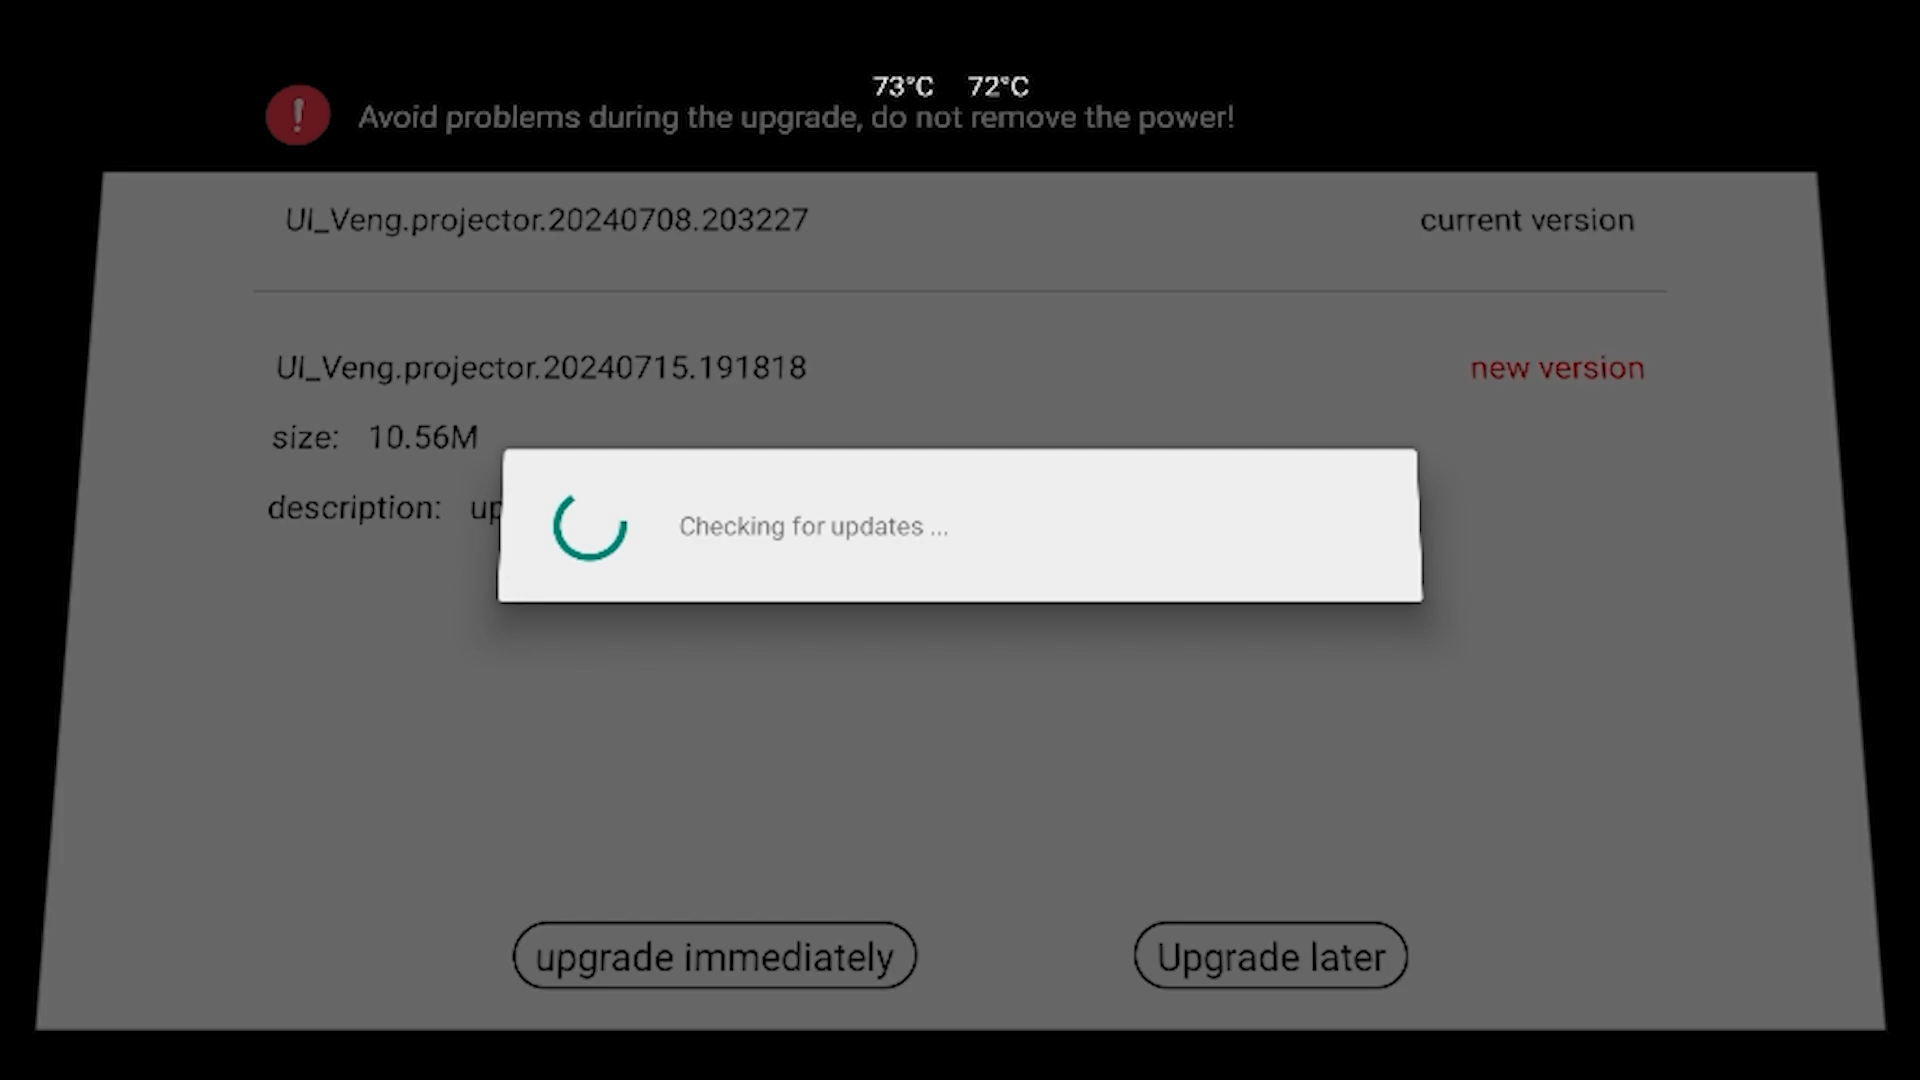 73°C 72°C
! Avoid problems during the upgrade, do not remove the power!
UI_Veng.projector.20240708.203227 current version
UI_Veng.projector.20240715.191818 new version
size: 10.56M
description:
Checking for updates ...
upgrade immediately Upgrade later